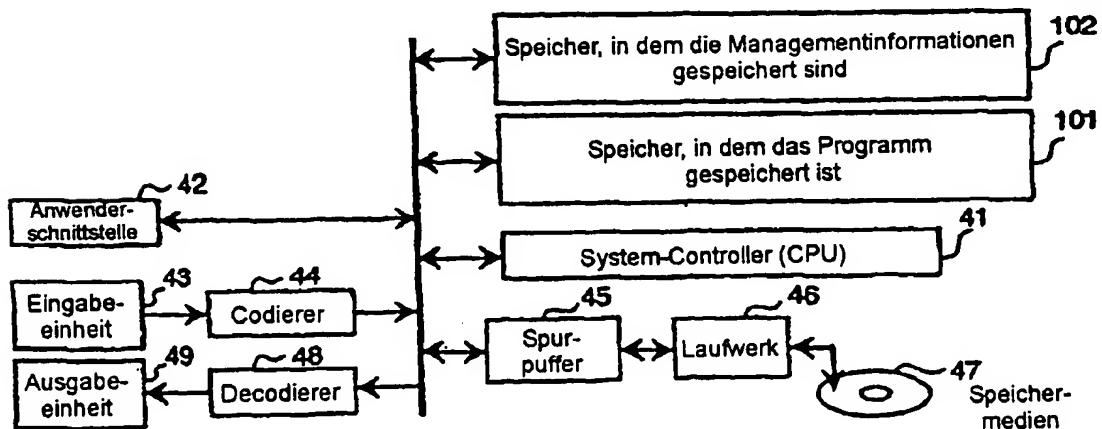 Speicher, in dem die Managementinformationen
gespeichert sind
102
Speicher, in dem das Programm
gespeichert ist
101
42
Anwender-
schnittstelle
System-Controller (CPU)
41
43
Eingabe-
einheit
44
Codierer
45
Spur-
puffer
46
Laufwerk
47
Speicher-
medien
49
Ausgabe-
einheit
48
Decodierer